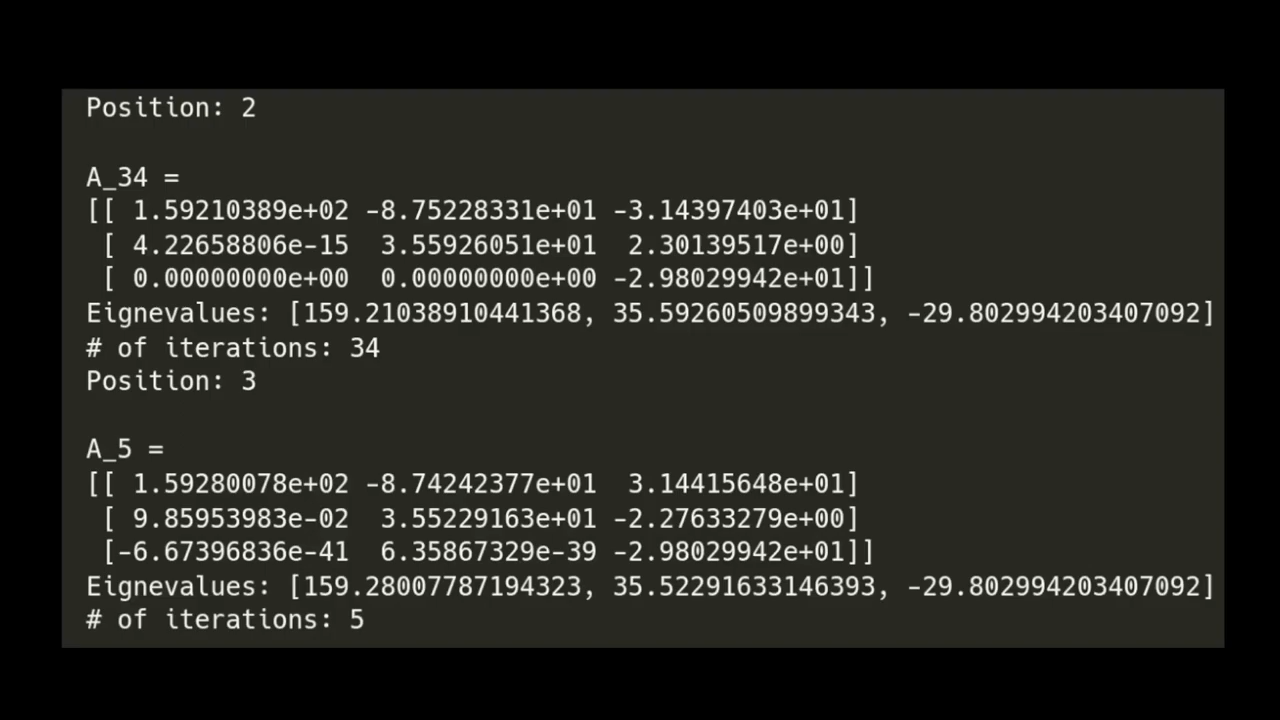 Position: 2
A_34 =
[[ 1.59210389e+02 -8.75228331e+01 -3.14397403e+01]
[ 4.22658806e-15 3.55926051e+01 2.30139517e+00]
[ 0.00000000e+00 0.00000000e+00 -2.98029942e+01]]
Eignevalues: [159.21038910441368, 35.59260509899343, -29.802994203407092]
# of iterations: 34
Position: 3
A_5 =
[[ 1.59280078e+02 -8.74242377e+01 3.14415648e+01]
[ 9.85953983e-02 3.55229163e+01 -2.27633279e+00]
[-6.67396836e-41 6.35867329e-39 -2.98029942e+01]]
Eignevalues: [159.28007787194323, 35.52291633146393, -29.802994203407092]
# of iterations: 5